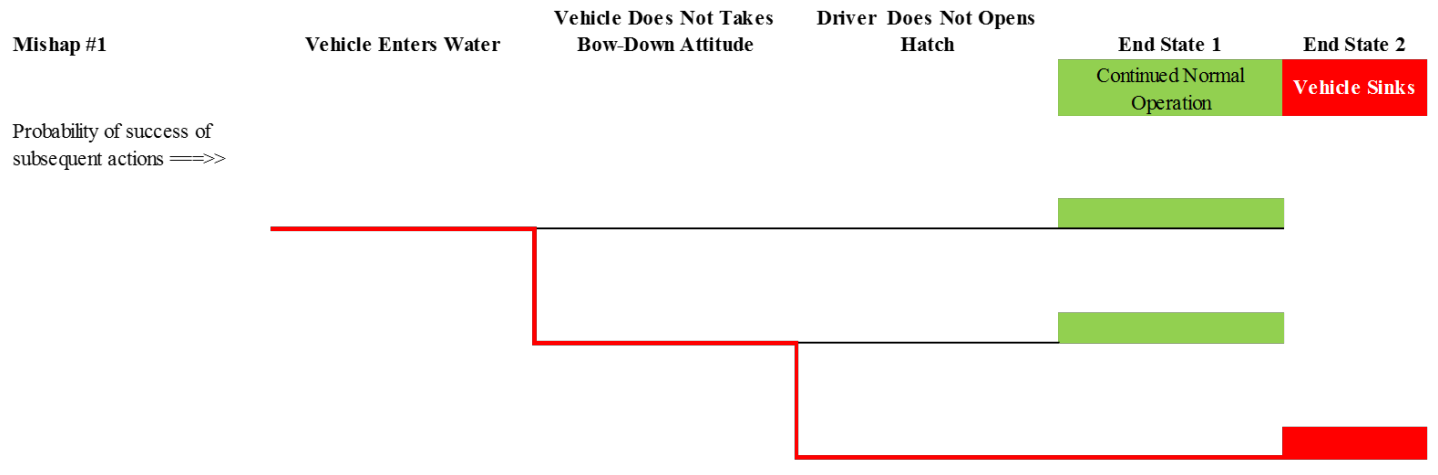 Mishap #1
Vehicle Enters Water
Vehicle Does Not Takes
Bow-Down Attitude
Driver Does Not Opens
Hatch
End State 1
End State 2
Continued Normal
Operation
Vehicle Sinks
Probability of success of
subsequent actions ===>>